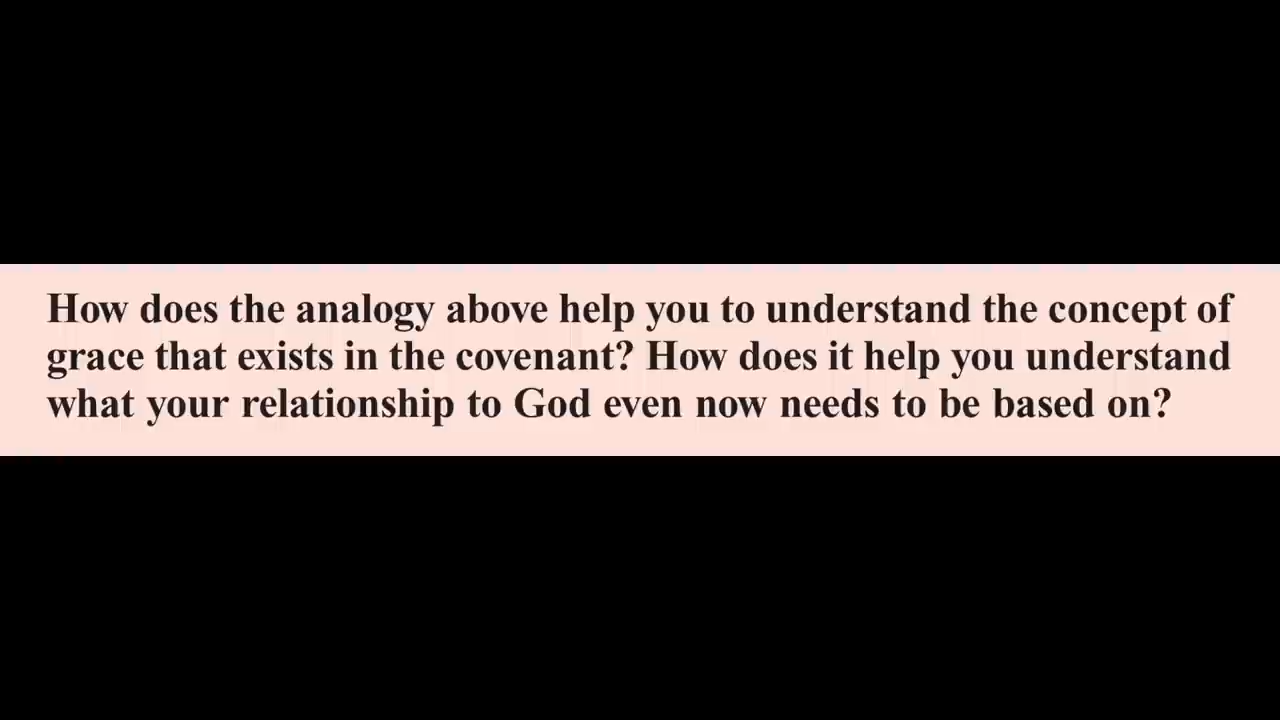 How does the analogy above help you to understand the concept of
grace that exists in the covenant? How does it help you understand
what your relationship to God even now needs to be based on?